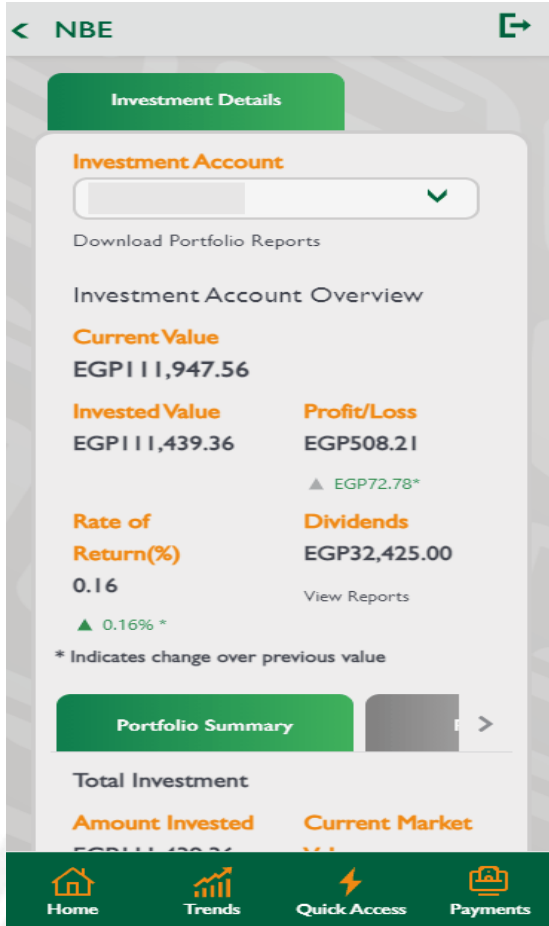 NBE
Investment Details
Investment Account
Download Portfolio Reports
Investment Account Overview
Current Value
EGP111,947.56
Invested Value
EGP111,439.36
Profit/Loss
EGP508.21
EGP72.78*
Rate of
Return(%)
0.16
0.16% *
Dividends
EGP32,425.00
View Reports
* Indicates change over previous value
Portfolio Summary
Total Investment
Amount Invested
Current Market
Home
Trends
Quick Access
Payments